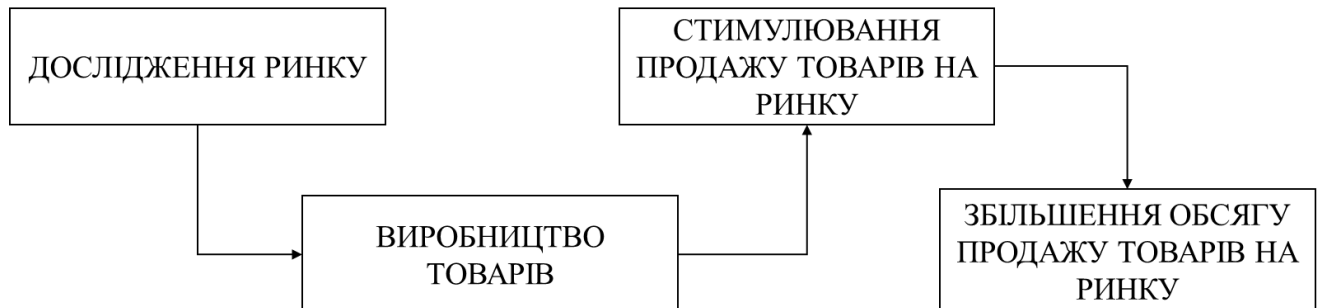 ДОСЛІДЖЕННЯ РИНКУ
ВИРОБНИЦТВО
ТОВАРІВ
СТИМУЛЮВАННЯ
ПРОДАЖУ ТОВАРІВ НА
РИНКУ
ЗБІЛЬШЕННЯ ОБСЯГУ
ПРОДАЖУ ТОВАРІВ НА
РИНКУ